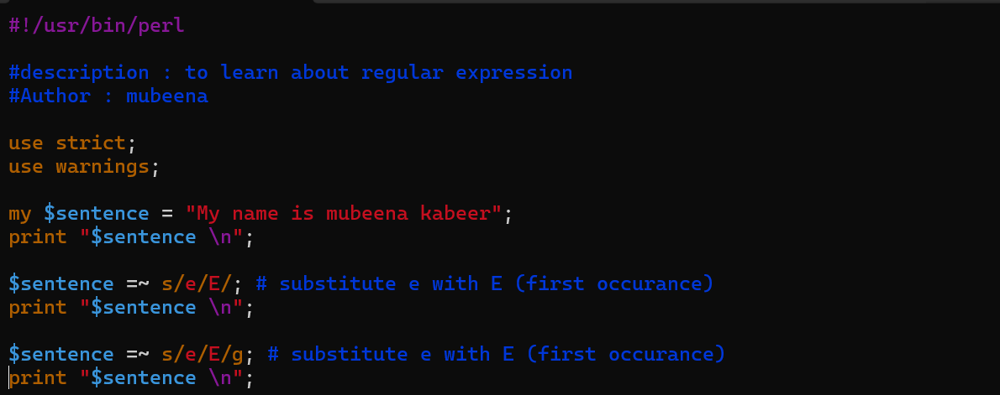 #!/usr/bin/perl
#description : to learn about regular expression
#Author : mubeena
use strict;
use warnings;
my $sentence = "My name is mubeena kabeer";
print "$sentence \n";
$sentence =~ s/e/E/; # substitute e with E (first occurance)
print "$sentence \n";
$sentence =~ s/e/E/g; # substitute e with E (first occurance)
print "$sentence \n";